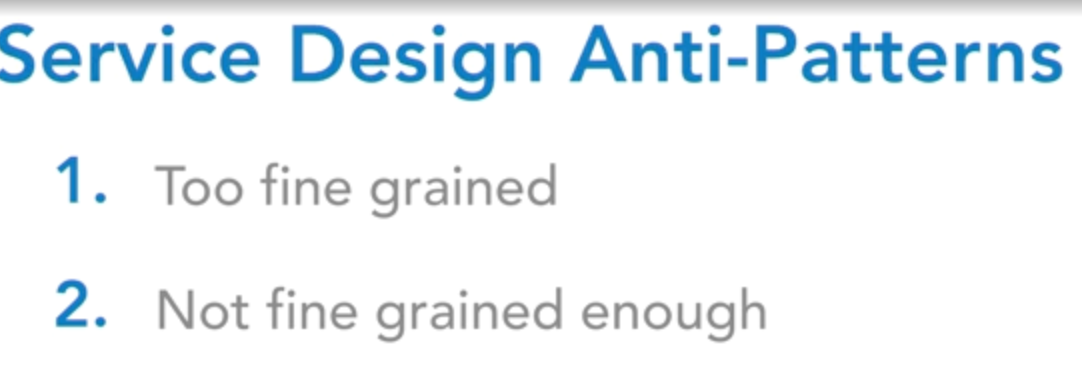 Service Design Anti-Patterns
1. Too fine grained
2. Not fine grained enough